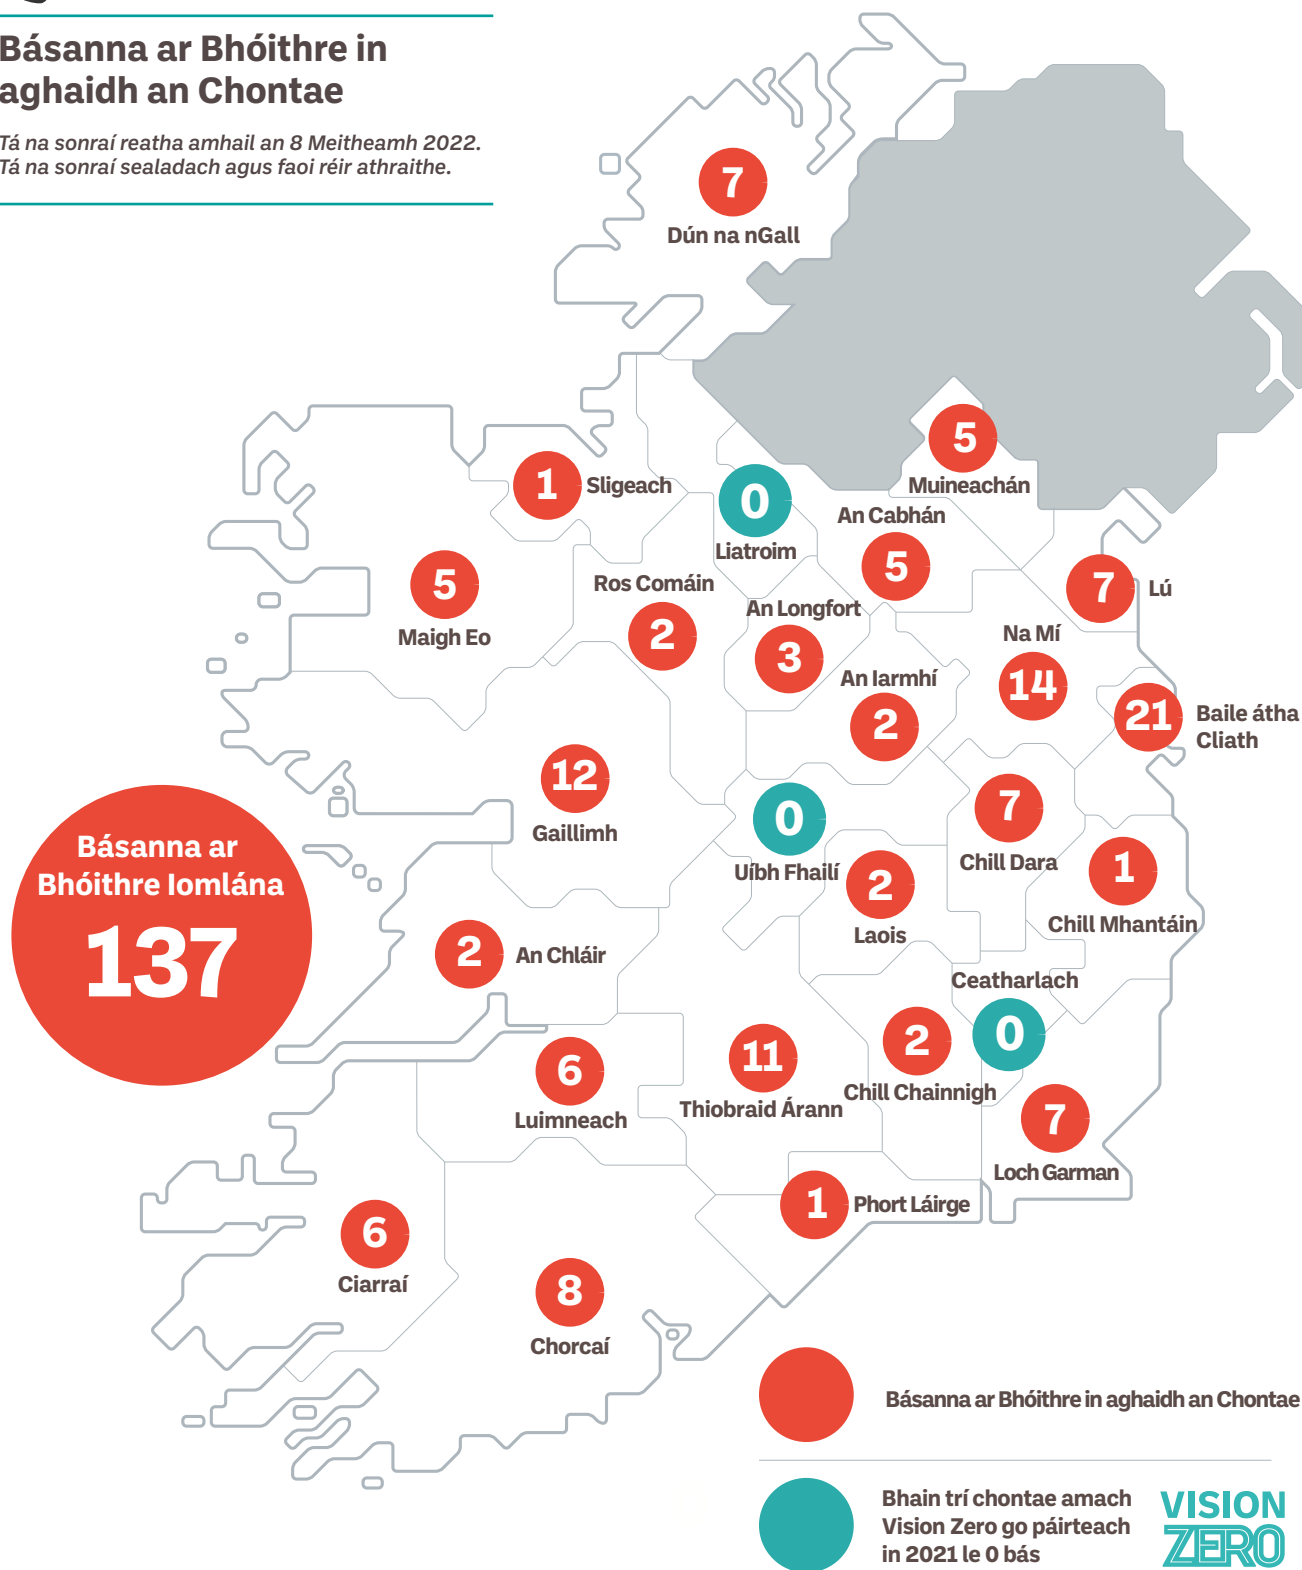 Básanna ar Bhóithre in
aghaidh an Chontae
Tá na sonraí reatha amhail an 8 Meitheamh 2022.
Tá na sonraí sealadach agus faoi réir athraithe.
7
Dún na nGall
5
Muineachán
1
Sligeach
0
Liatroim
An Cabhán
5
5
Maigh Eo
Ros Comáin
2
An Longfort
3
7
Lú
Na Mí
14
An Iarmhí
2
21
Baile átha
Cliath
12
Gaillimh
0
Uíbh Fhailí
7
Chill Dara
2
Laois
1
Chill Mhantáin
Básanna ar
Bhóithre Iomlána
137
2
An Chláir
Ceatharlach
0
6
Luimneach
11
Thiobraid Árann
2
Chill Chainnigh
7
Loch Garman
1
Phort Láirge
6
Ciarraí
8
Chorcaí
Básanna ar Bhóithre in aghaidh an Chontae
Bhain trí chontae amach
Vision Zero go páirteach
in 2021 le 0 bás
VISION
ZERO